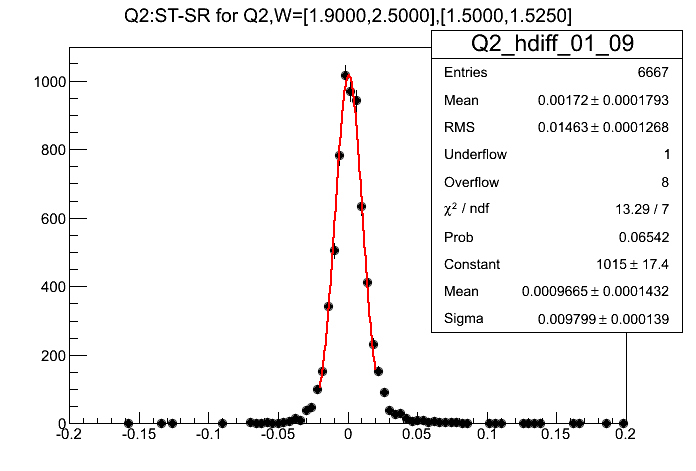 Q2:ST-SR for Q2,W=[1.9000,2.5000],[1.5000,1.5250]
Q2_hdiff_01_09
Entries 6667
Mean 0.00172 ± 0.0001793
RMS 0.01463 ± 0.0001268
Underflow 1
Overflow 8
χ² / ndf 13.29 / 7
Prob 0.06542
Constant 1015 ± 17.4
Mean 0.0009665 ± 0.0001432
Sigma 0.009799 ± 0.000139
1000
800
600
400
200
0
-0.2 -0.15 -0.1 -0.05 0 0.05 0.1 0.15 0.2